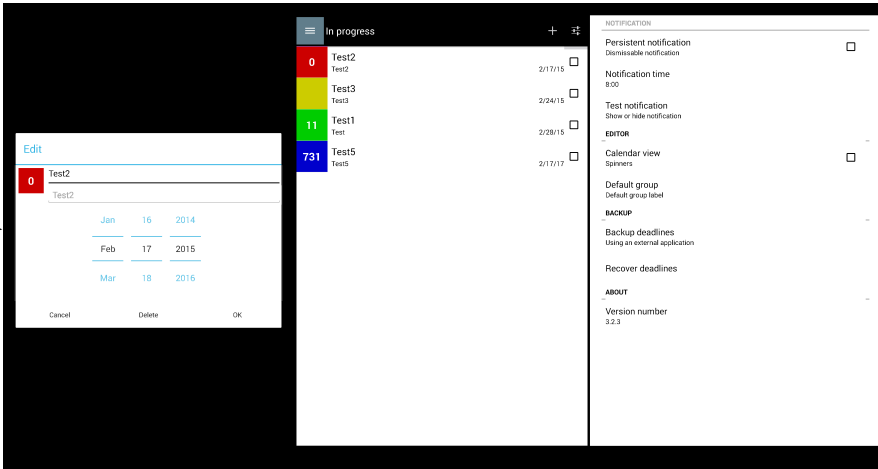 Edit
0
Test2
Test2
Jan 16 2014
Feb 17 2015
Mar 18 2016
Cancel Delete OK
In progress
0
Test2
Test2 2/17/15
Test3
Test3 2/24/15
11
Test1
Test 2/28/15
731
Test5
Test5 2/17/17
NOTIFICATION
Persistent notification
Dismissable notification
Notification time
8:00
Test notification
Show or hide notification
EDITOR
Calendar view
Spinners
Default group
Default group label
BACKUP
Backup deadlines
Using an external application
Recover deadlines
ABOUT
Version number
3.2.3